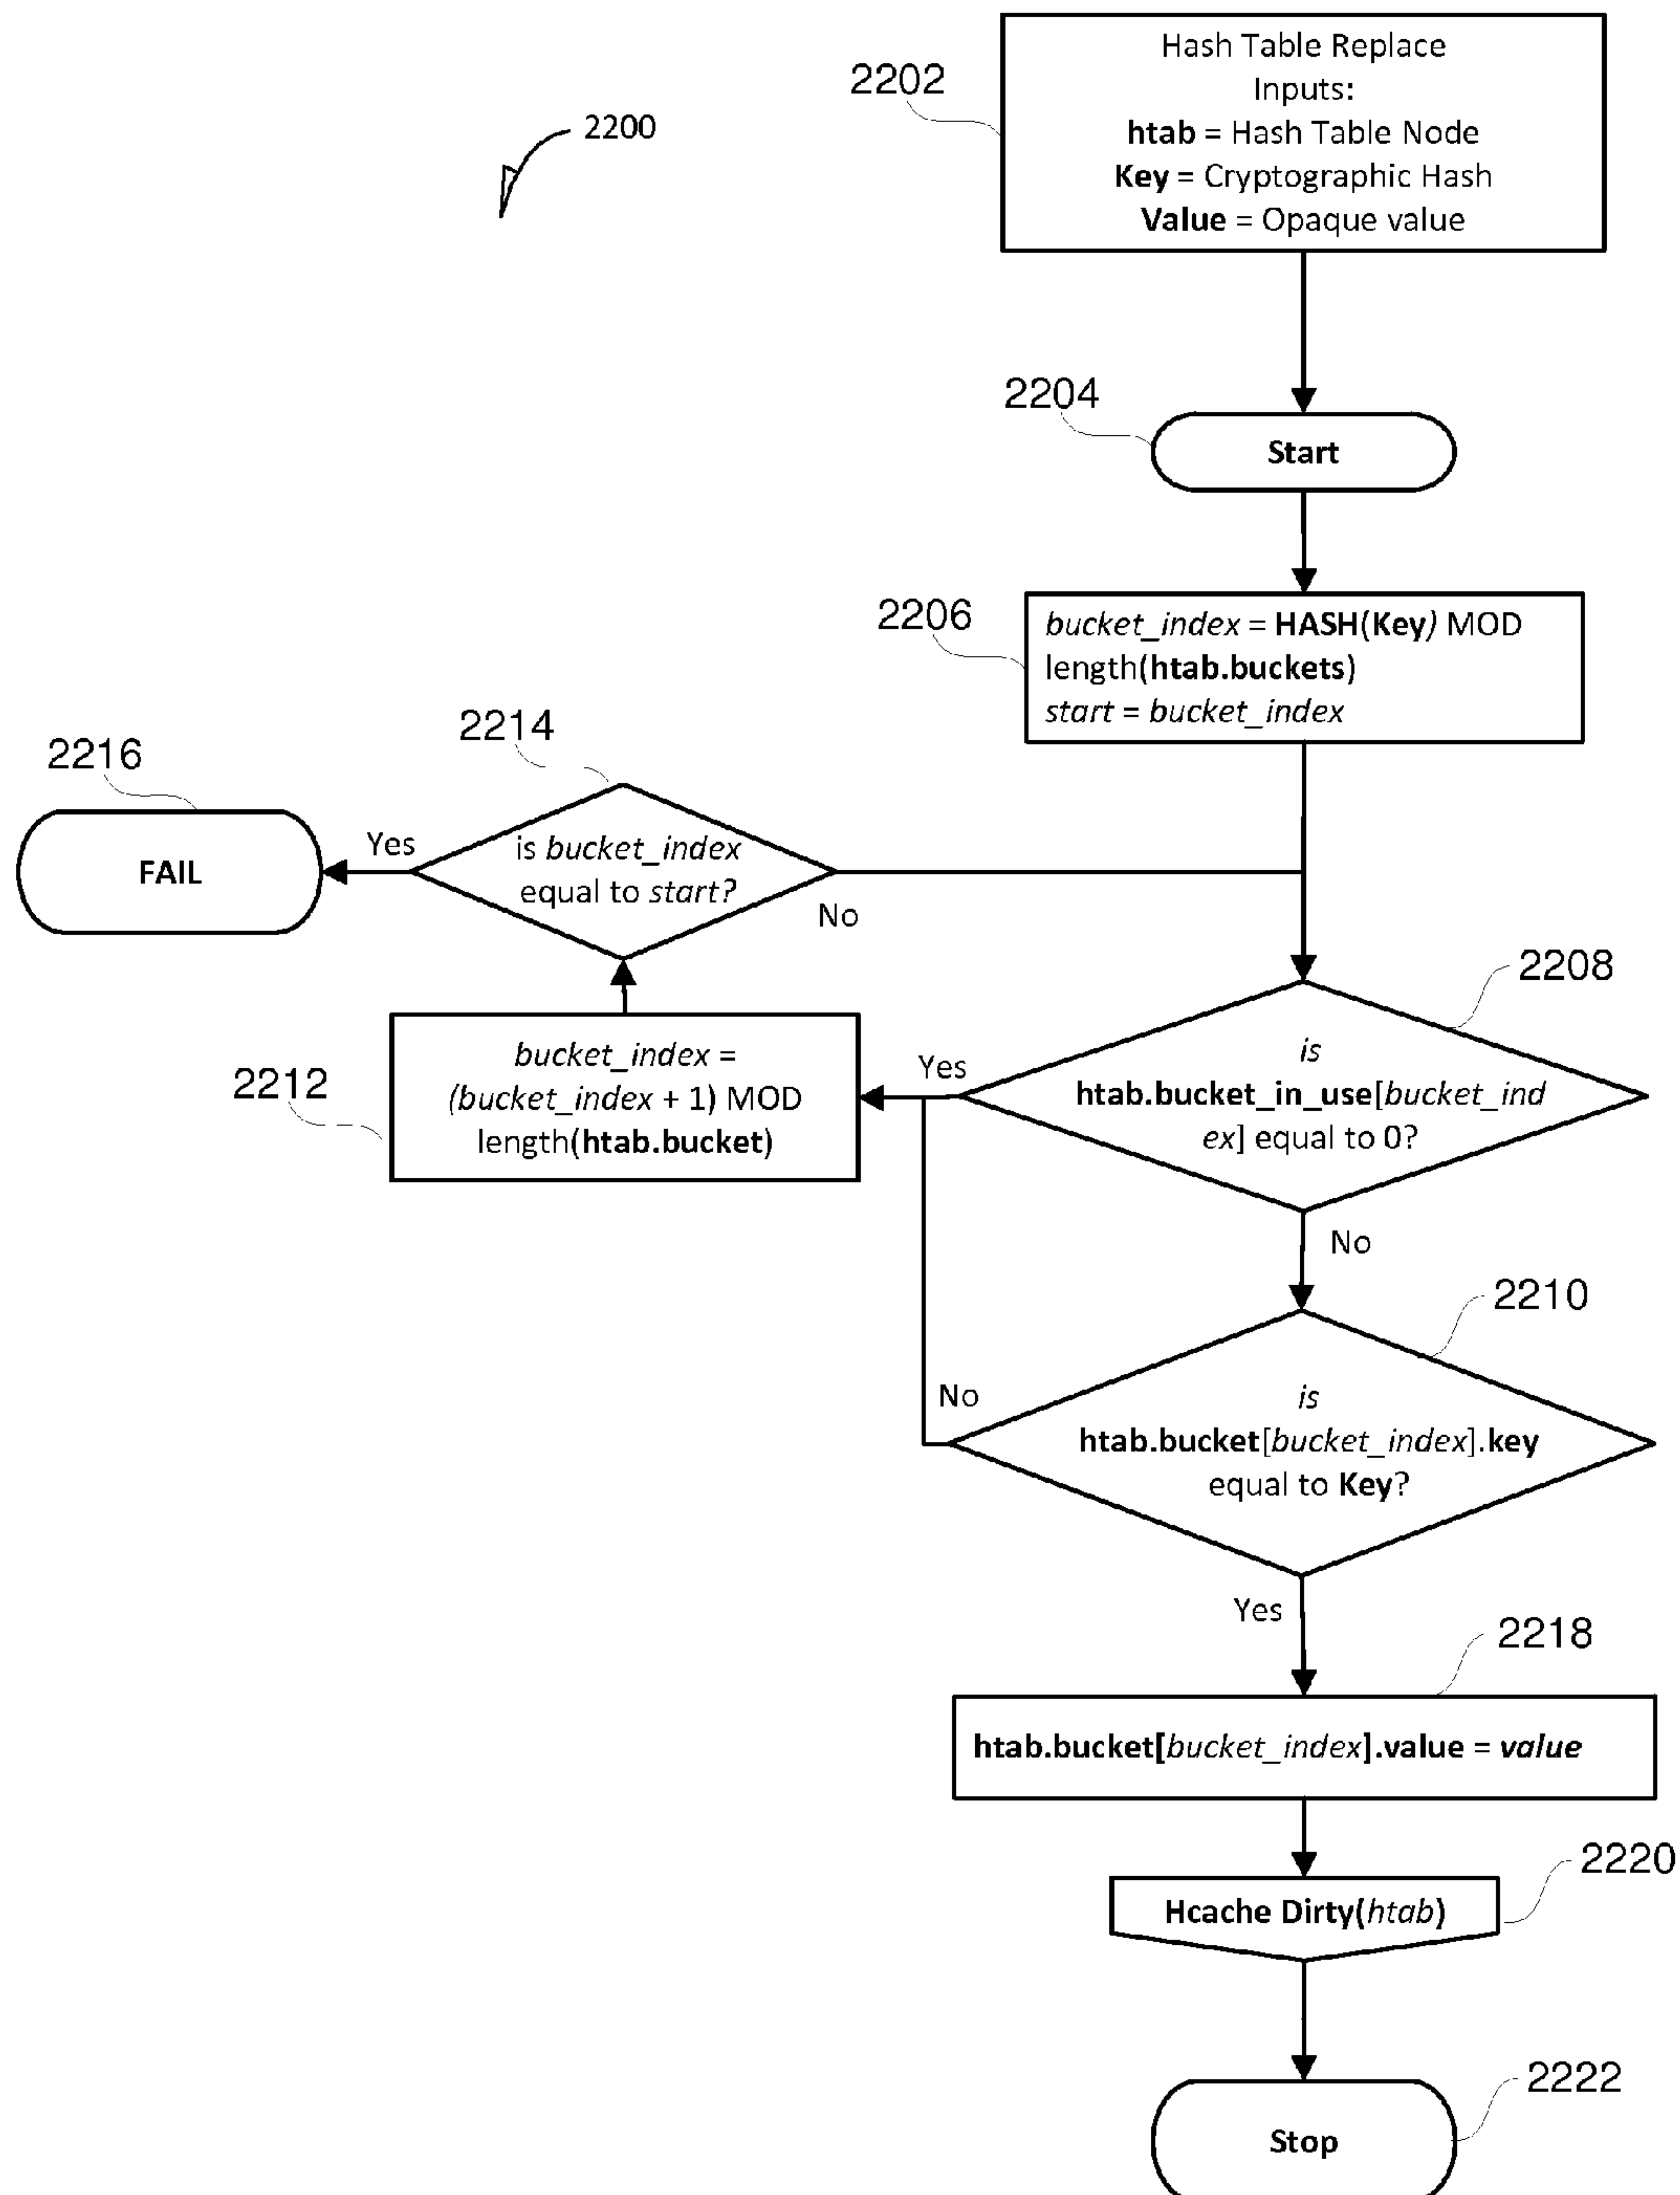 Hash Table Replace
Inputs:
htab = Hash Table Node
Key = Cryptographic Hash
Value = Opaque value
2202
2200
2204
Start
2206
bucket_index = HASH(Key) MOD
length(htab.buckets)
start = bucket_index
2214
2216
FAIL
Yes
is bucket_index
equal to start?
No
2208
is
htab.bucket_in_use[bucket_ind
ex] equal to 0?
Yes
2212
bucket_index =
(bucket_index + 1) MOD
length(htab.bucket)
No
2210
is
htab.bucket[bucket_index].key
equal to Key?
No
Yes
2218
htab.bucket[bucket_index].value = value
2220
Hcache Dirty(htab)
2222
Stop